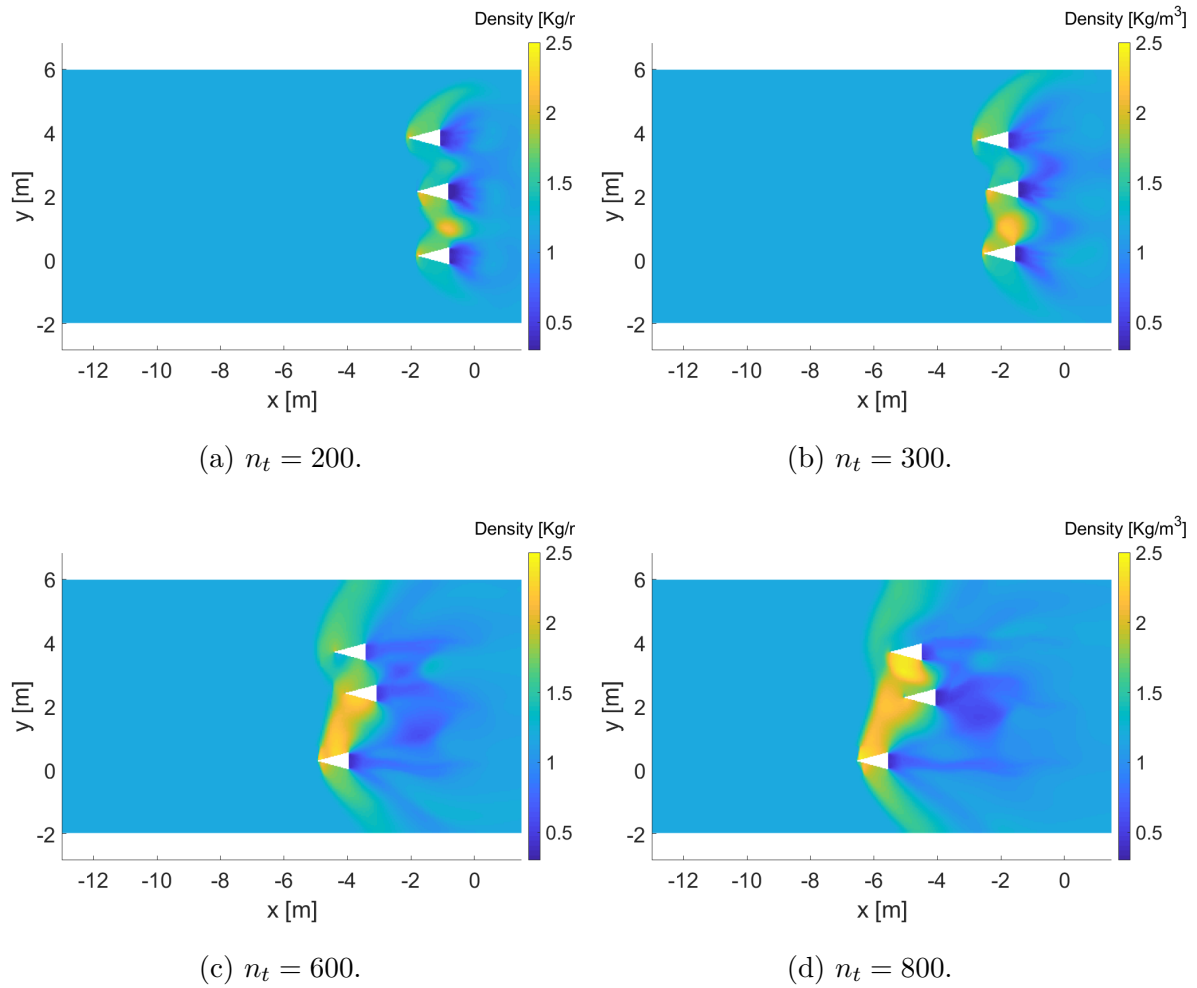 Density [Kg/r
Density [Kg/m³]
6
4
2
0
-2
y [m]
-12 -10 -8 -6 -4 -2 0
x [m]
2.5
2
1.5
1
0.5
6
4
2
0
-2
y [m]
-12 -10 -8 -6 -4 -2 0
x [m]
2.5
2
1.5
1
0.5
(a) n_t = 200.
(b) n_t = 300.
Density [Kg/r
Density [Kg/m³]
6
4
2
0
-2
y [m]
-12 -10 -8 -6 -4 -2 0
x [m]
2.5
2
1.5
1
0.5
6
4
2
0
-2
y [m]
-12 -10 -8 -6 -4 -2 0
x [m]
2.5
2
1.5
1
0.5
(c) n_t = 600.
(d) n_t = 800.